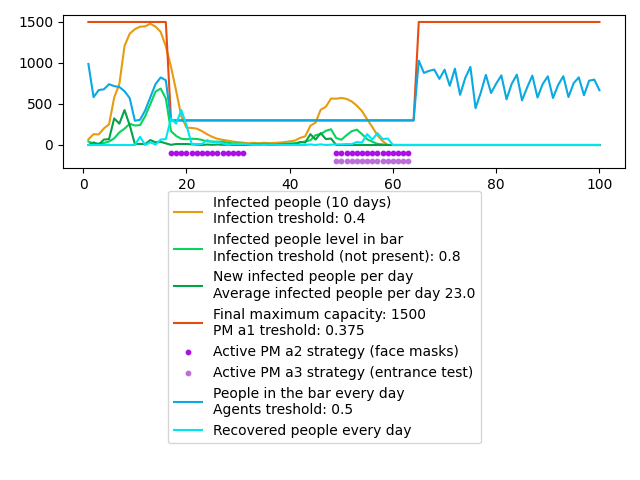 1500
1000
500
0
0 20 40 60 80 100
Infected people (10 days)
Infection treshold: 0.4
Infected people level in bar
Infection treshold (not present): 0.8
New infected people per day
Average infected people per day 23.0
Final maximum capacity: 1500
PM a1 treshold: 0.375
Active PM a2 strategy (face masks)
Active PM a3 strategy (entrance test)
People in the bar every day
Agents treshold: 0.5
Recovered people every day